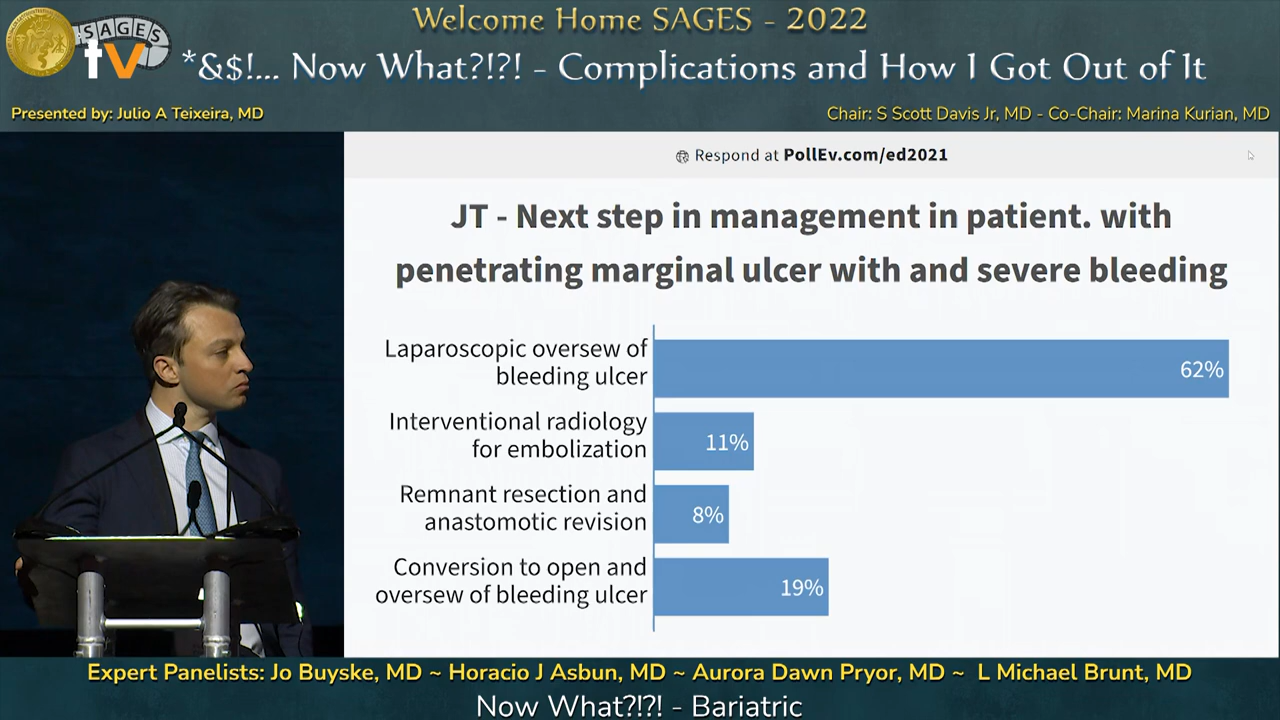 Welcome Home SAGES - 2022
SAGES
tv
*&$!... Now What?!?! - Complications and How I Got Out of It
Presented by: Julio A Teixeira, MD
Chair: S Scott Davis Jr, MD - Co-Chair: Marina Kurian, MD
Respond at PollEv.com/ed2021
JT - Next step in management in patient. with
penetrating marginal ulcer with and severe bleeding
Laparoscopic oversew of
bleeding ulcer
62%
Interventional radiology
for embolization
11%
Remnant resection and
anastomotic revision
8%
Conversion to open and
oversew of bleeding ulcer
19%
Expert Panelists: Jo Buyske, MD ~ Horacio J Asbun, MD ~ Aurora Dawn Pryor, MD ~ L Michael Brunt, MD
Now What?!?! - Bariatric